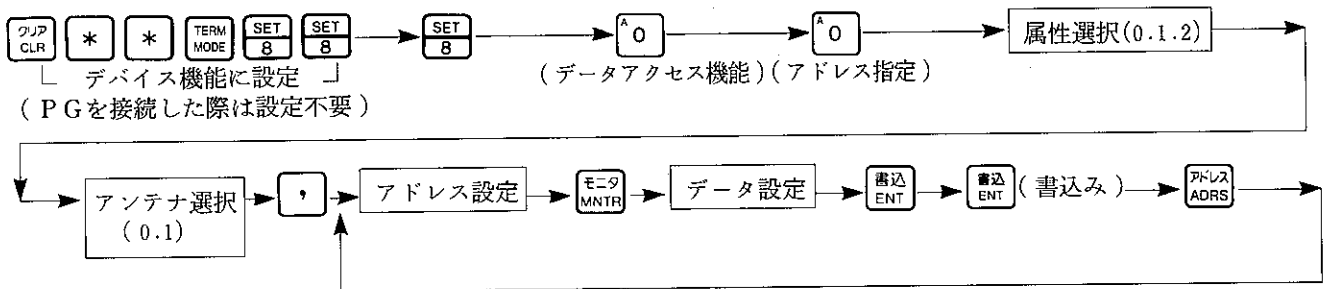 クリア CLR * * TERM MODE SET 8 SET 8 SET 8 A 0 A 0 属性選択(0.1.2)
デバイス機能に設定 (データアクセス機能)(アドレス指定)
(PGを接続した際は設定不要)
アンテナ選択 (0.1) , アドレス設定 モニタ MNTR データ設定 書込 ENT 書込 ENT (書込み) アドレス ADRS